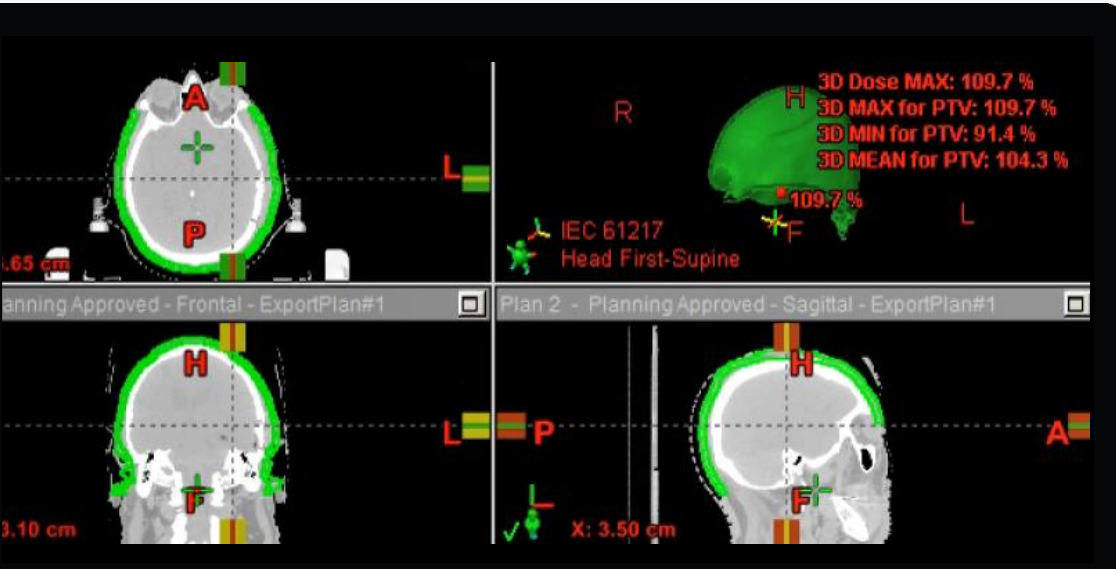 A
L
P
.65 cm
R
H
3D Dose MAX: 109.7 %
3D MAX for PTV: 109.7 %
3D MIN for PTV: 91.4 %
3D MEAN for PTV: 104.3 %
109.7 %
F
L
IEC 61217
Head First-Supine
anning Approved - Frontal - ExportPlan#1
Plan 2 - Planning Approved - Sagittal - ExportPlan#1
H
L
F
3.10 cm
H
P
A
F
X: 3.50 cm